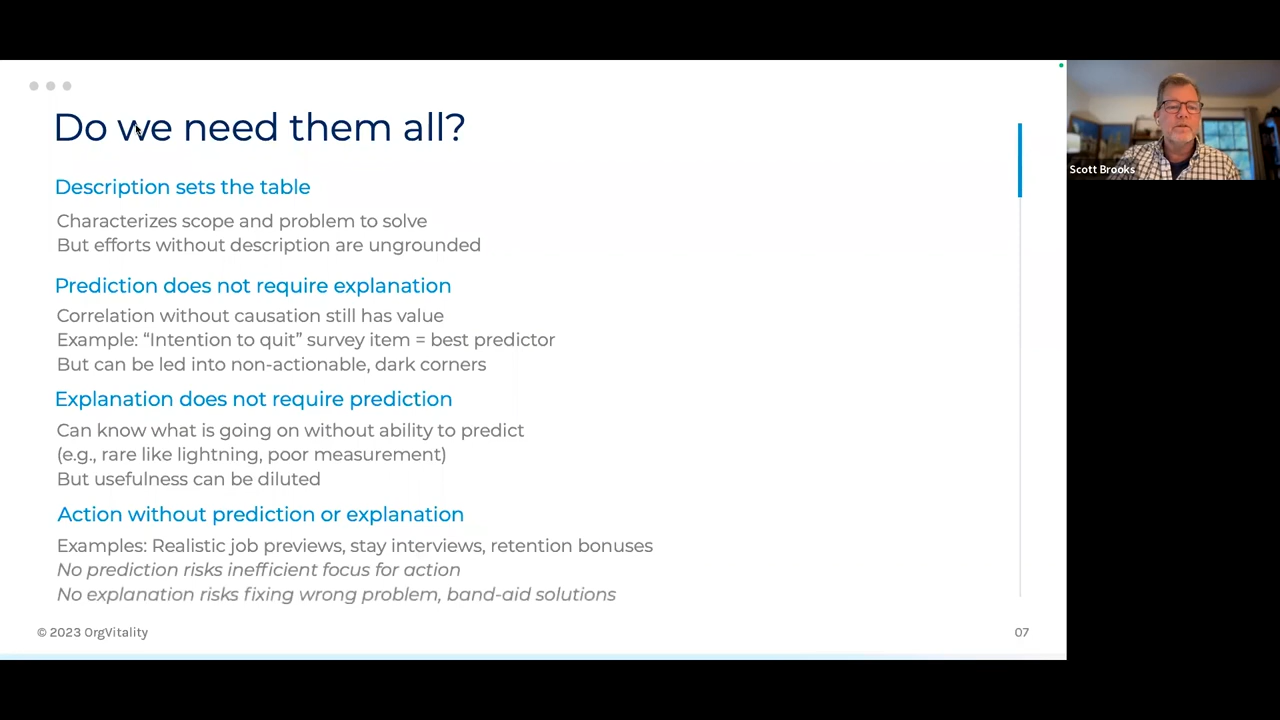 Do we need them all?
Description sets the table
Characterizes scope and problem to solve
But efforts without description are ungrounded
Prediction does not require explanation
Correlation without causation still has value
Example: “Intention to quit” survey item = best predictor
But can be led into non-actionable, dark corners
Explanation does not require prediction
Can know what is going on without ability to predict
(e.g., rare like lightning, poor measurement)
But usefulness can be diluted
Action without prediction or explanation
Examples: Realistic job previews, stay interviews, retention bonuses
No prediction risks inefficient focus for action
No explanation risks fixing wrong problem, band-aid solutions
© 2023 OrgVitality
07
Scott Brooks